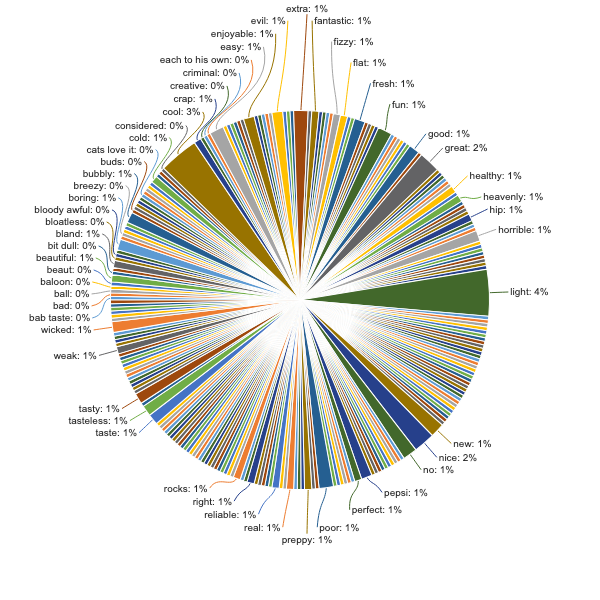 extra: 1%
fantastic: 1%
fizzy: 1%
flat: 1%
fresh: 1%
fun: 1%
good: 1%
great: 2%
healthy: 1%
heavenly: 1%
hip: 1%
horrible: 1%
light: 4%
new: 1%
nice: 2%
no: 1%
pepsi: 1%
perfect: 1%
poor: 1%
preppy: 1%
real: 1%
reliable: 1%
right: 1%
rocks: 1%
taste: 1%
tasteless: 1%
tasty: 1%
weak: 1%
wicked: 1%
bab taste: 0%
bad: 0%
ball: 0%
baloon: 0%
beaut: 0%
beautiful: 1%
bit dull: 0%
bland: 1%
bloatless: 0%
bloody awful: 0%
boring: 1%
breezy: 0%
bubbly: 1%
buds: 0%
cats love it: 0%
cold: 1%
considered: 0%
cool: 3%
crap: 1%
creative: 0%
criminal: 0%
each to his own: 0%
easy: 1%
enjoyable: 1%
evil: 1%